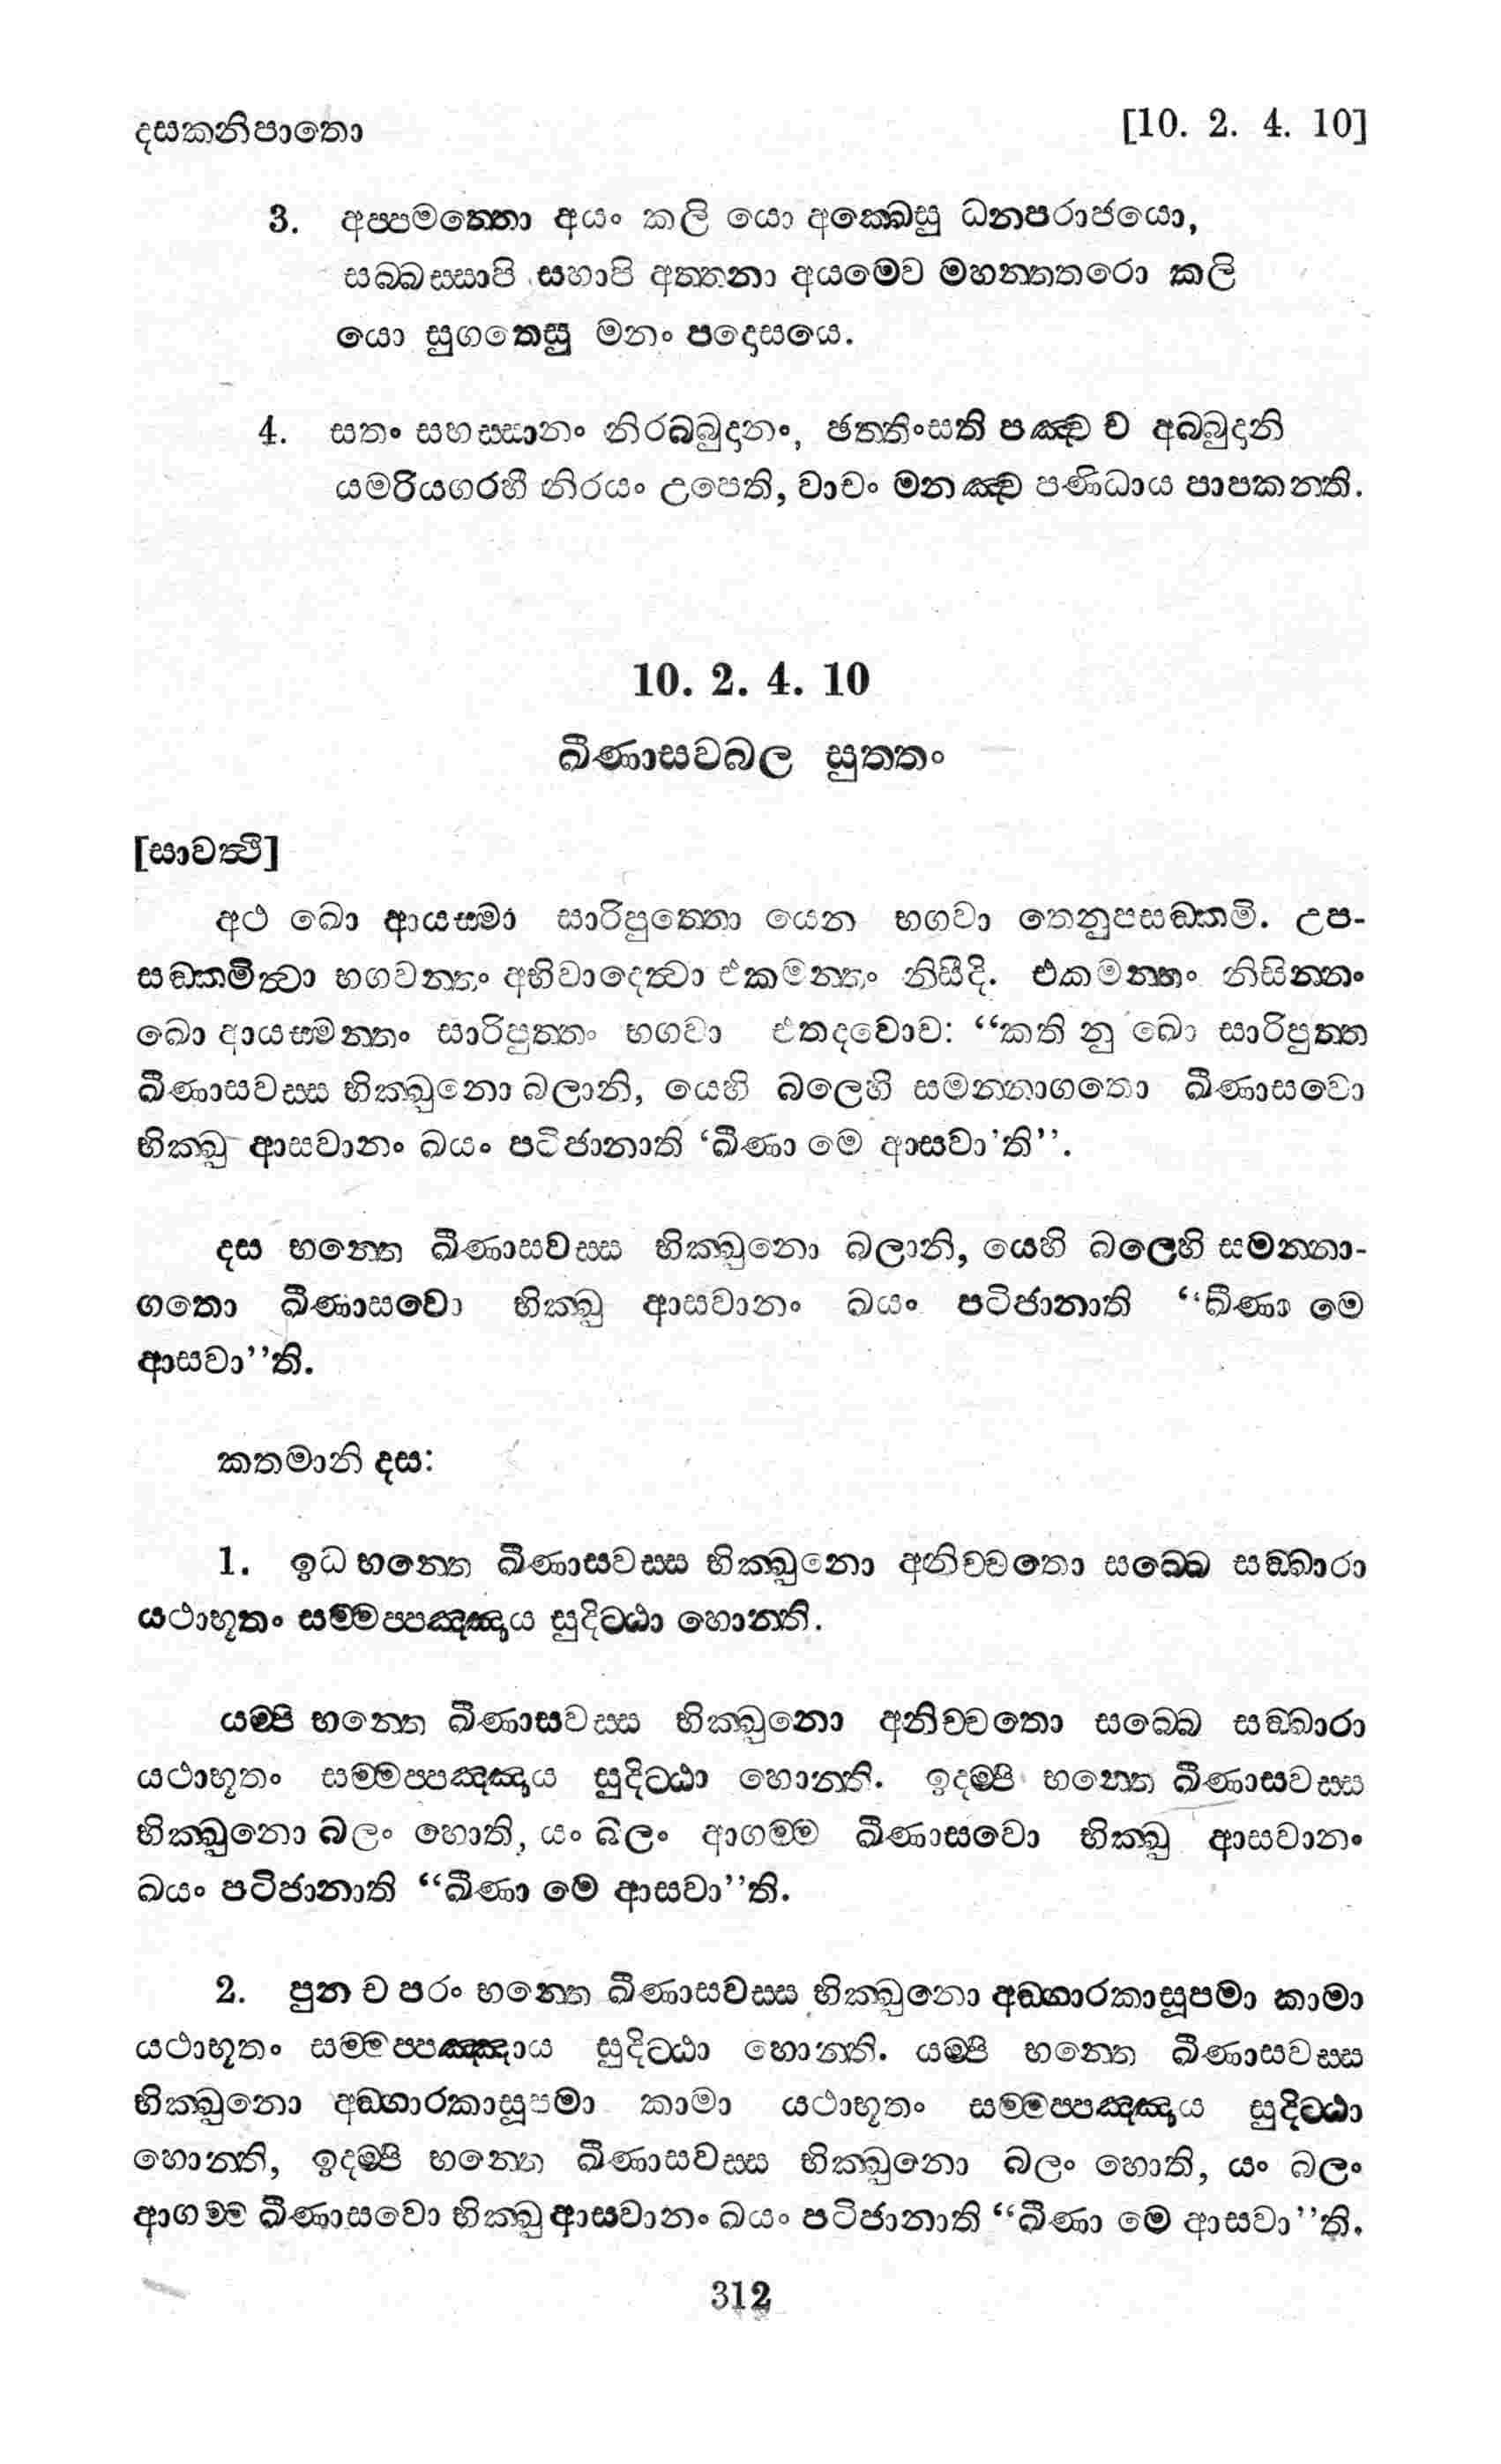 දසකනිපාතො [10. 2. 4. 10]
3. අප්පමත්තො අයං කලි යො අක්ඛෙසු ධනපරාජයො,
සබ්බස්සාපි සහාපි අත්තනා අයමෙව මහන්තතරො කලි
යො සුගතෙසු මනං පදොසයෙ.
4. සතං සහස්සානං නිරබ්බුදානං, ඡත්තිංසති පඤ්ච ච අබ්බුදානි
යමරියගරහී නිරයං උපෙති, වාචං මනඤ්ච පණිධාය පාපකන්ති.
10. 2. 4. 10
ඛීණාසවබල සුත්තං
[සාවත්ථි]
අථ ඛො ආයස්මා සාරිපුත්තො යෙන භගවා තෙනුපසඞ්කමි. උප-
සඞ්කමිත්වා භගවන්තං අභිවාදෙත්වා එකමන්තං නිසීදි. එකමන්තං නිසින්නං
ඛො ආයස්මන්තං සාරිපුත්තං භගවා එතදවොච: “කති නු ඛො සාරිපුත්ත
ඛීණාසවස්ස භික්ඛුනො බලානි, යෙහි බලෙහි සමන්නාගතො ඛීණාසවො
භික්ඛු ආසවානං ඛයං පටිජානාති ‘ඛීණා මෙ ආසවා’ති”.
දස භන්තෙ ඛීණාසවස්ස භික්ඛුනො බලානි, යෙහි බලෙහි සමන්නා-
ගතො ඛීණාසවො භික්ඛු ආසවානං ඛයං පටිජානාති “ඛීණා මෙ
ආසවා”ති.
කතමානි දස:
1. ඉධ භන්තෙ ඛීණාසවස්ස භික්ඛුනො අනිච්චතො සබ්බෙ සඞ්ඛාරා
යථාභූතං සම්මප්පඤ්ඤාය සුදිට්ඨා හොන්ති.
යම්පි භන්තෙ ඛීණාසවස්ස භික්ඛුනො අනිච්චතො සබ්බෙ සඞ්ඛාරා
යථාභූතං සම්මප්පඤ්ඤාය සුදිට්ඨා හොන්ති. ඉදම්පි භන්තෙ ඛීණාසවස්ස
භික්ඛුනො බලං හොති, යං බලං ආගම්ම ඛීණාසවො භික්ඛු ආසවානං
ඛයං පටිජානාති “ඛීණා මෙ ආසවා”ති.
2. පුන ච පරං භන්තෙ ඛීණාසවස්ස භික්ඛුනො අඞ්ගාරකාසූපමා කාමා
යථාභූතං සම්මප්පඤ්ඤාය සුදිට්ඨා හොන්ති. යම්පි භන්තෙ ඛීණාසවස්ස
භික්ඛුනො අඞ්ගාරකාසූපමා කාමා යථාභූතං සම්මප්පඤ්ඤාය සුදිට්ඨා
හොන්ති, ඉදම්පි භන්තෙ ඛීණාසවස්ස භික්ඛුනො බලං හොති, යං බලං
ආගම්ම ඛීණාසවො භික්ඛු ආසවානං ඛයං පටිජානාති “ඛීණා මෙ ආසවා”ති.
312